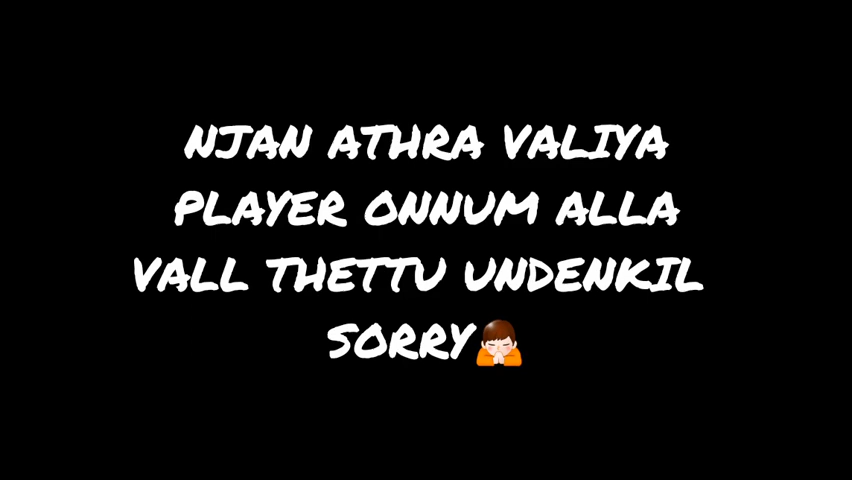 NJAN ATHRA VALIYA
PLAYER ONNUM ALLA
VALL THETTU UNDENKIL
SORRY🙏